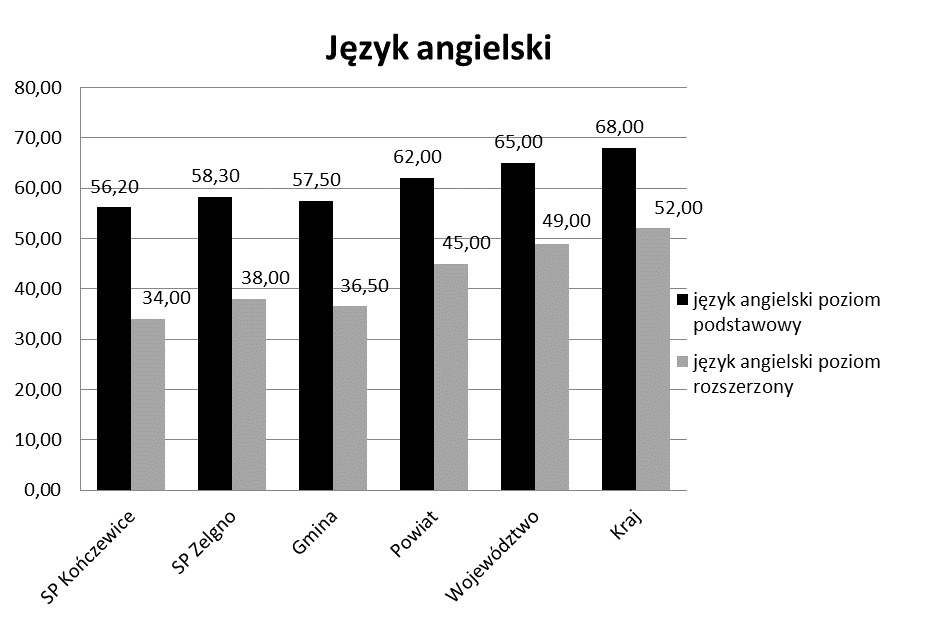 Język angielski
80,00
70,00
60,00
50,00
40,00
30,00
20,00
10,00
0,00
56,20
34,00
58,30
38,00
57,50
36,50
62,00
45,00
65,00
49,00
68,00
52,00
SP Kończewice
SP Zelgno
Gmina
Powiat
Województwo
Kraj
język angielski poziom
podstawowy
język angielski poziom
rozszerzony